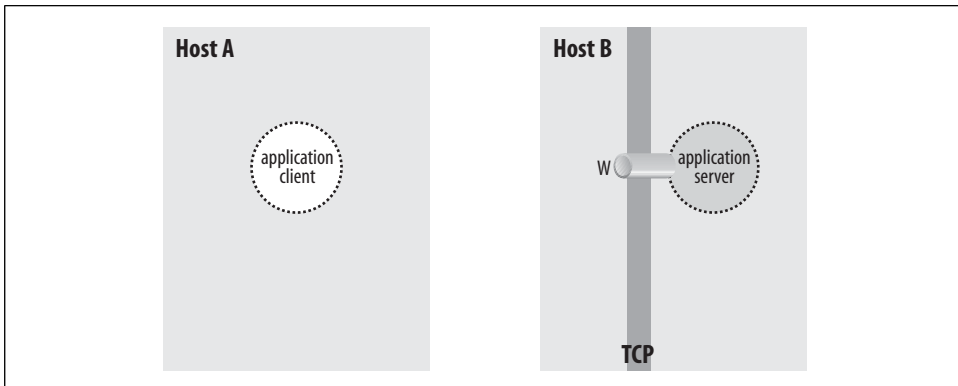 Host A
application
client
Host B
W
application
server
TCP